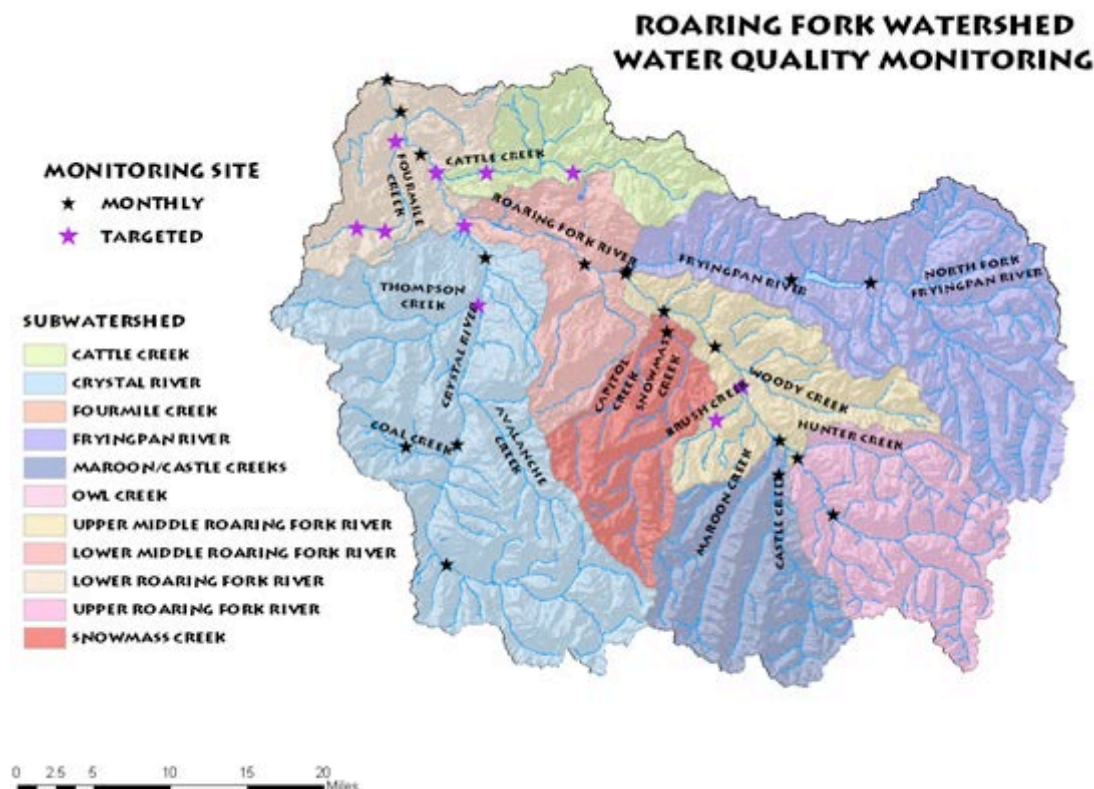 ROARING FORK WATERSHED
WATER QUALITY MONITORING
MONITORING SITE
MONTHLY
TARGETED
SUBWATERSHED
CATTLE CREEK
CRYSTAL RIVER
FOURMILE CREEK
FRYINGPAN RIVER
MAROON/CASTLE CREEKS
OWL CREEK
UPPER MIDDLE ROARING FORK RIVER
LOWER MIDDLE ROARING FORK RIVER
LOWER ROARING FORK RIVER
UPPER ROARING FORK RIVER
SNOWMASS CREEK
CATTLE CREEK
FOURMILE
CREEK
ROARING FORK RIVER
FRYINGPAN RIVER
NORTH FORK
FRYINGPAN RIVER
THOMPSON
CREEK
CRYSTAL RIVER
CAPITOL
CREEK
SNOWMASS
CREEK
BRUSH CREEK
WOODY CREEK
HUNTER CREEK
COAL CREEK
AVALANCHE
CREEK
MAROON CREEK
CASTLE CREEK
0 2.5 5 10 15 20
Miles